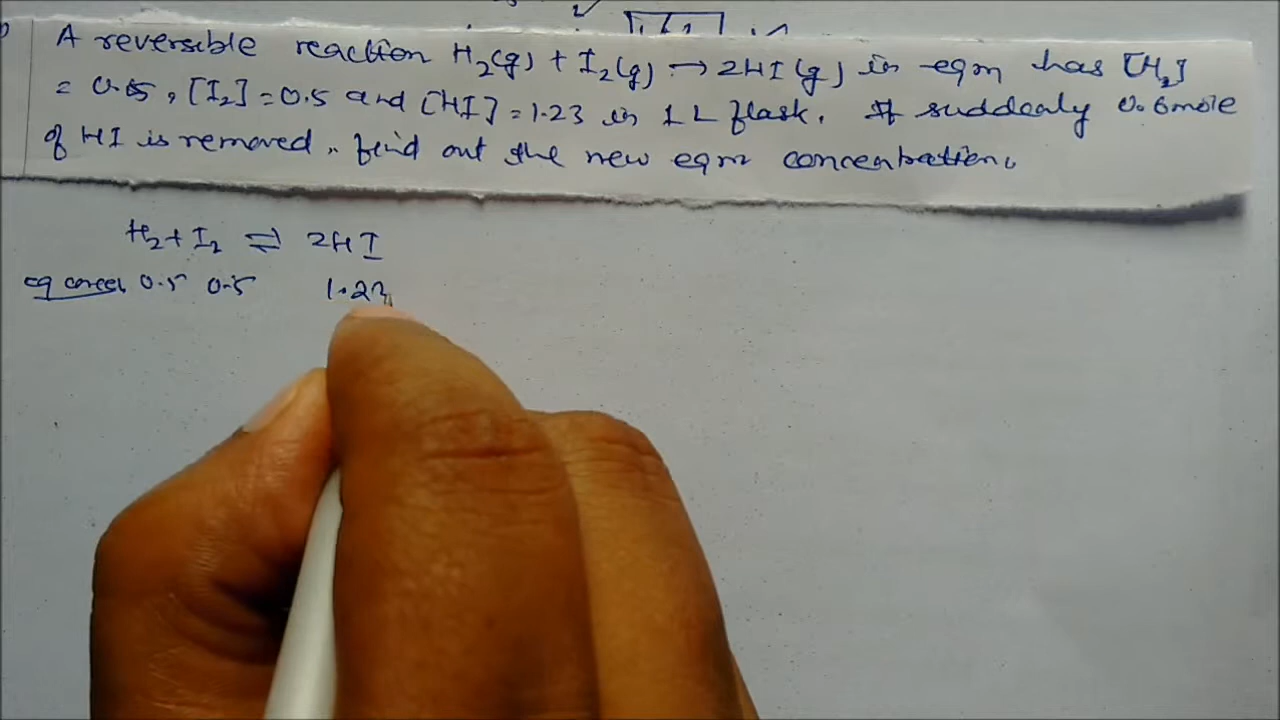 A reversible reaction H₂(g) + I₂(g) → 2HI(g) in eqm has [H₂]
= 0.5, [I₂] = 0.5 and [HI] = 1.23 in 1 L flask. If suddenly 0.6 mole
of HI is removed, find out the new eqm concentration.
H₂ + I₂ ⇌ 2HI
eq conc. 0.5 0.5 1.23